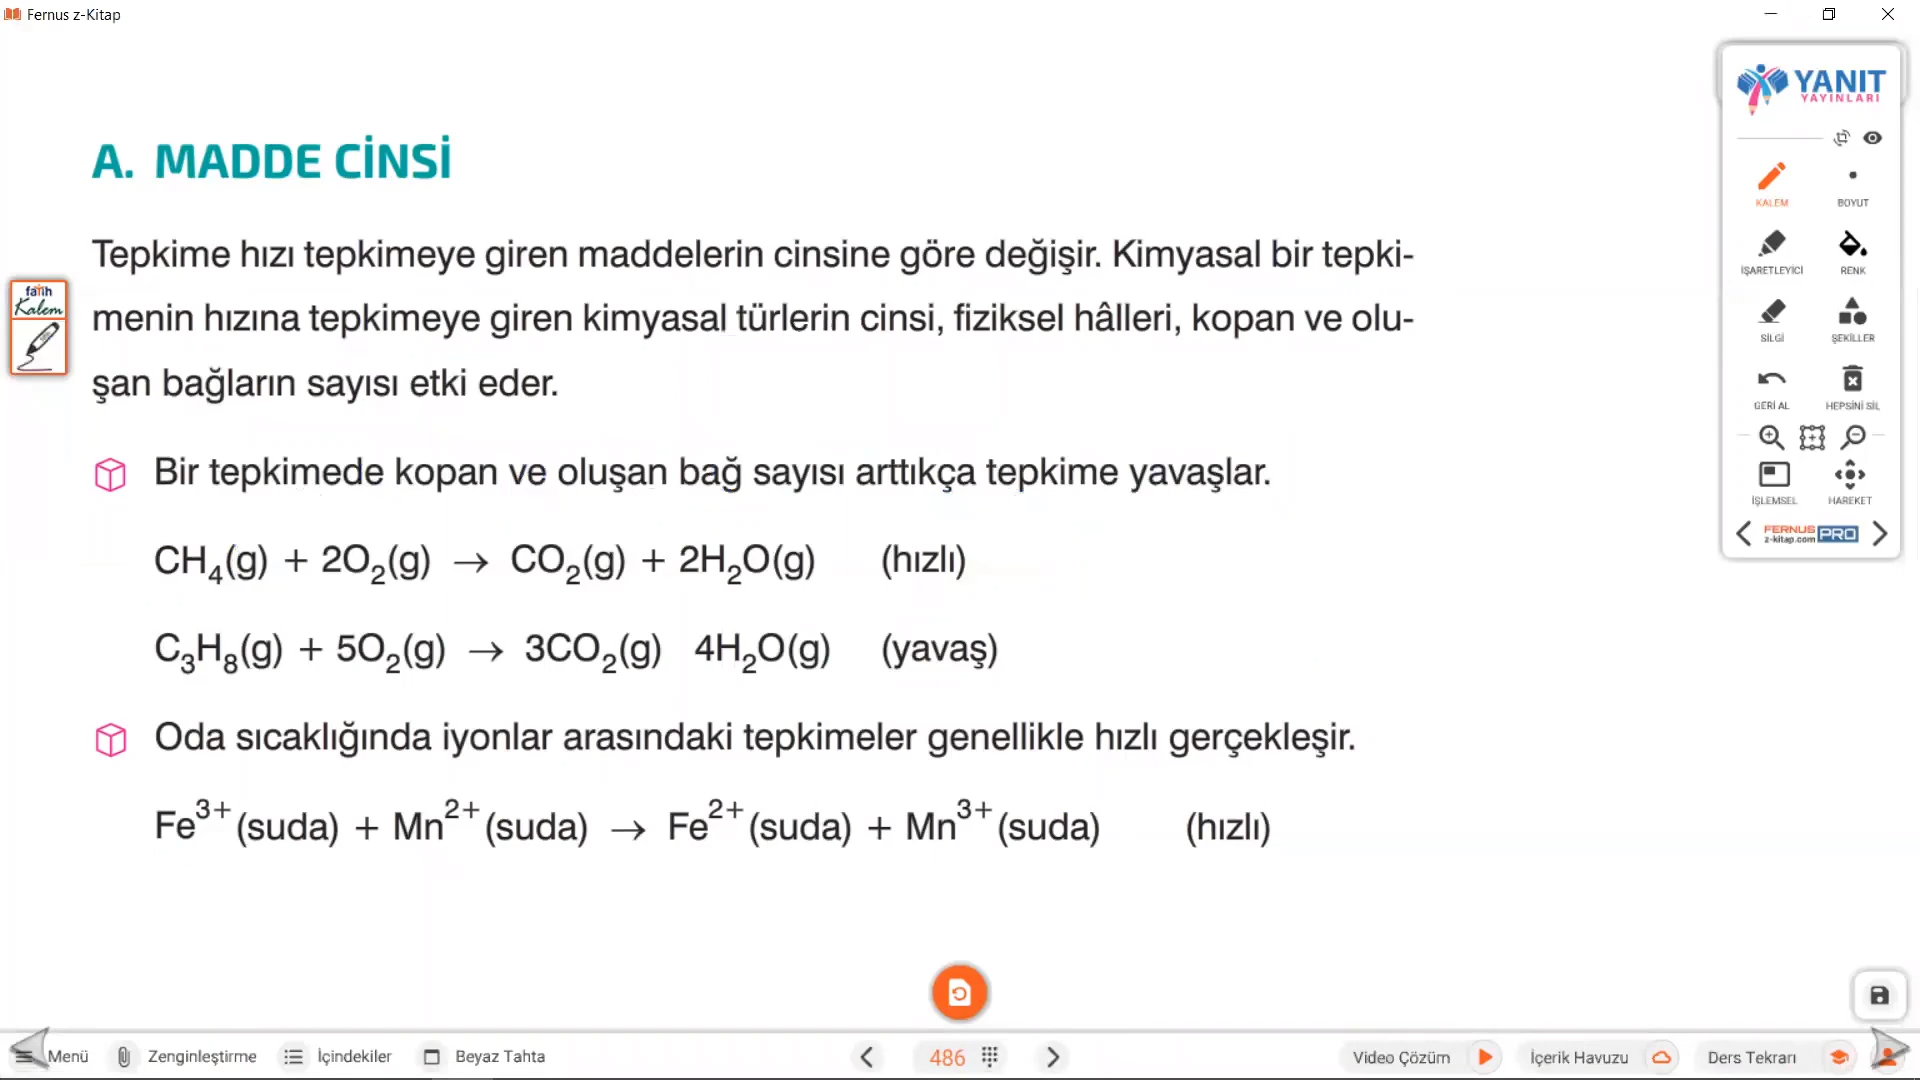 Fernus z-Kitap
YANIT
YAYINLARI
A. MADDE CİNSİ
Tepkime hızı tepkimeye giren maddelerin cinsine göre değişir. Kimyasal bir tepki-
menin hızına tepkimeye giren kimyasal türlerin cinsi, fiziksel hâlleri, kopan ve olu-
şan bağların sayısı etki eder.
Bir tepkimede kopan ve oluşan bağ sayısı arttıkça tepkime yavaşlar.
CH₄(g) + 2O₂(g) → CO₂(g) + 2H₂O(g) (hızlı)
C₃H₈(g) + 5O₂(g) → 3CO₂(g) 4H₂O(g) (yavaş)
Oda sıcaklığında iyonlar arasındaki tepkimeler genellikle hızlı gerçekleşir.
Fe³⁺(suda) + Mn²⁺(suda) → Fe²⁺(suda) + Mn³⁺(suda) (hızlı)
fatih
Kalem
KALEM BOYUT
İŞARETLEYİCİ RENK
SİLGİ ŞEKİLLER
GERİ AL HEPSİNİ SİL
İŞLEMSEL HAREKET
FERNUS
z-kitap.com PRO
Menü Zenginleştirme İçindekiler Beyaz Tahta 486 Video Çözüm İçerik Havuzu Ders Tekrarı